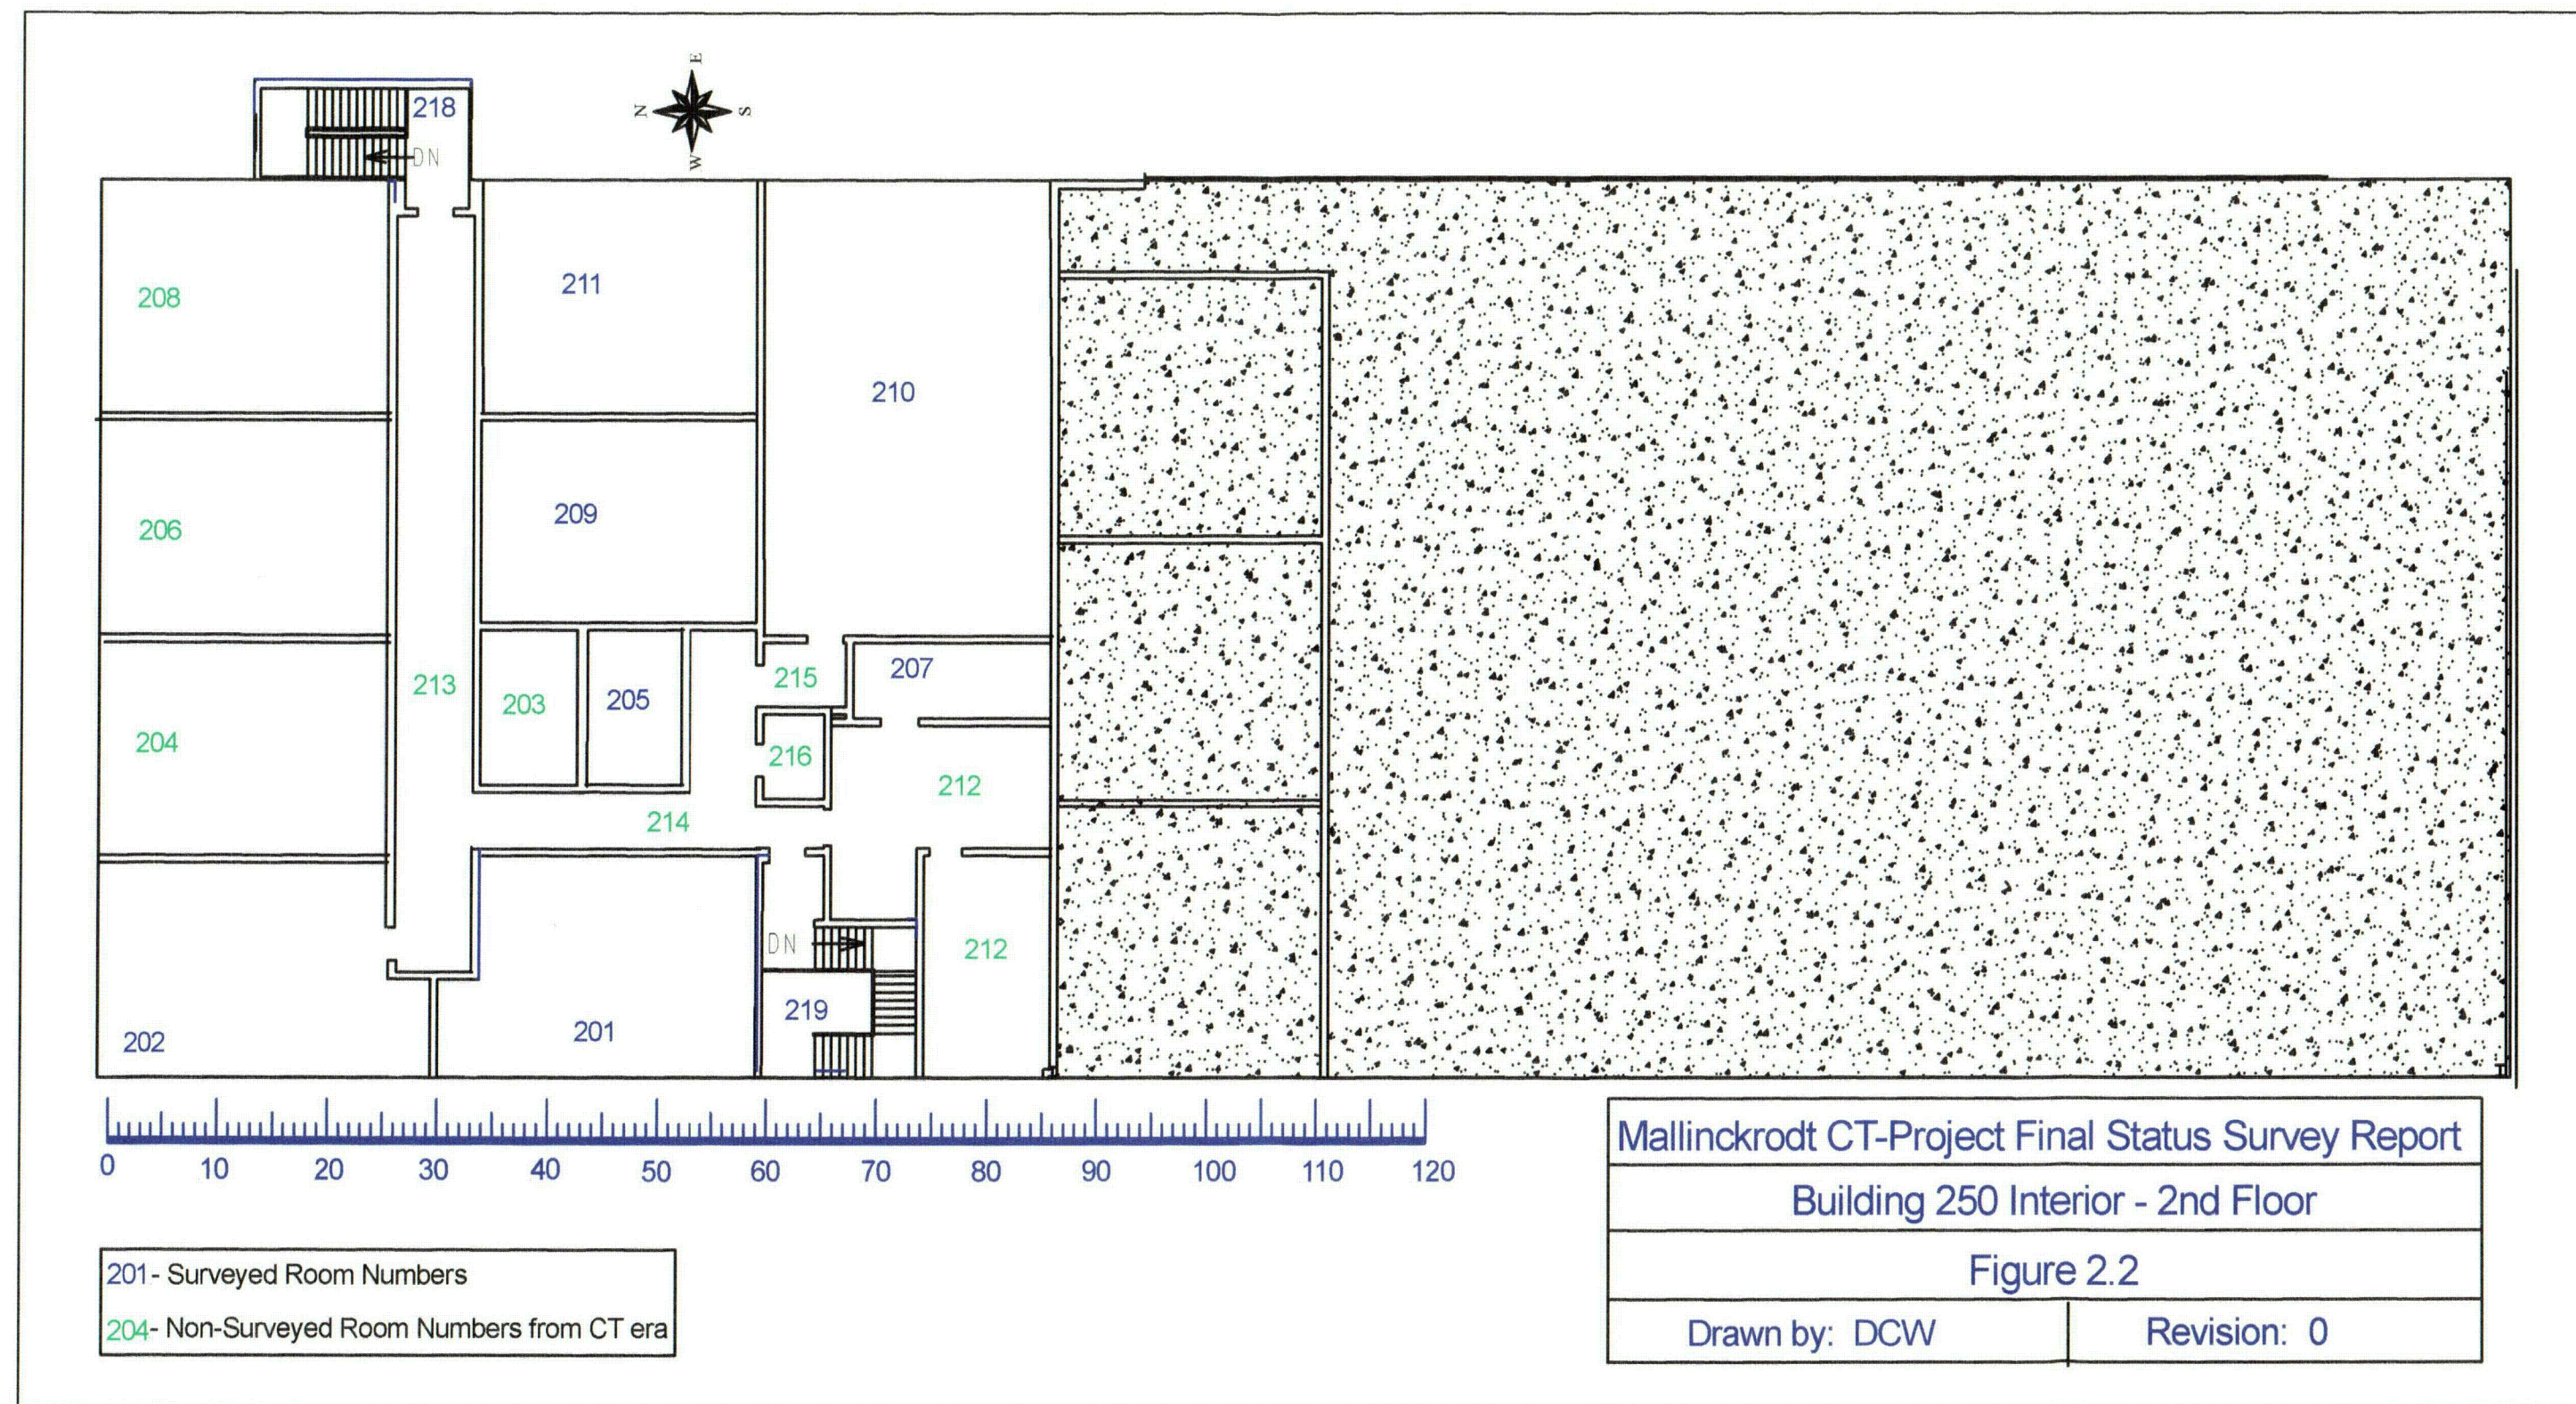 E
N
S
W
218
DN
208
211
210
206
209
213
203
205
215
207
204
216
212
214
DN
212
219
202
201
0 10 20 30 40 50 60 70 80 90 100 110 120
201- Surveyed Room Numbers
204- Non-Surveyed Room Numbers from CT era
Mallinckrodt CT-Project Final Status Survey Report
Building 250 Interior - 2nd Floor
Figure 2.2
Drawn by: DCW
Revision: 0